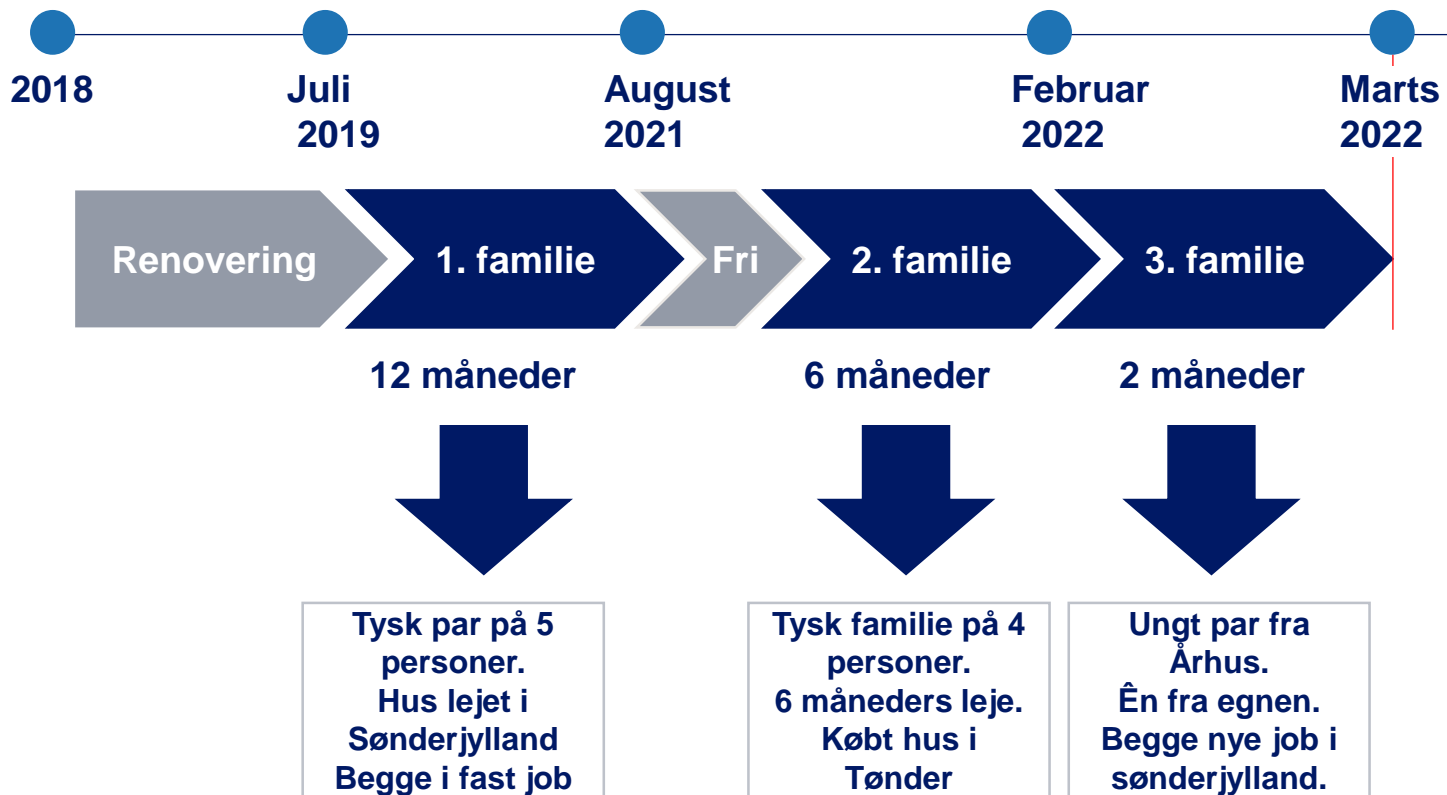 2018
Juli
2019
August
2021
Februar
2022
Marts
2022
Renovering
1. familie
Fri
2. familie
3. familie
12 måneder
6 måneder
2 måneder
Tysk par på 5
personer.
Hus lejet i
Sønderjylland
Begge i fast job
Tysk familie på 4
personer.
6 måneders leje.
Købt hus i
Tønder
Ungt par fra
Århus.
Ên fra egnen.
Begge nye job i
sønderjylland.